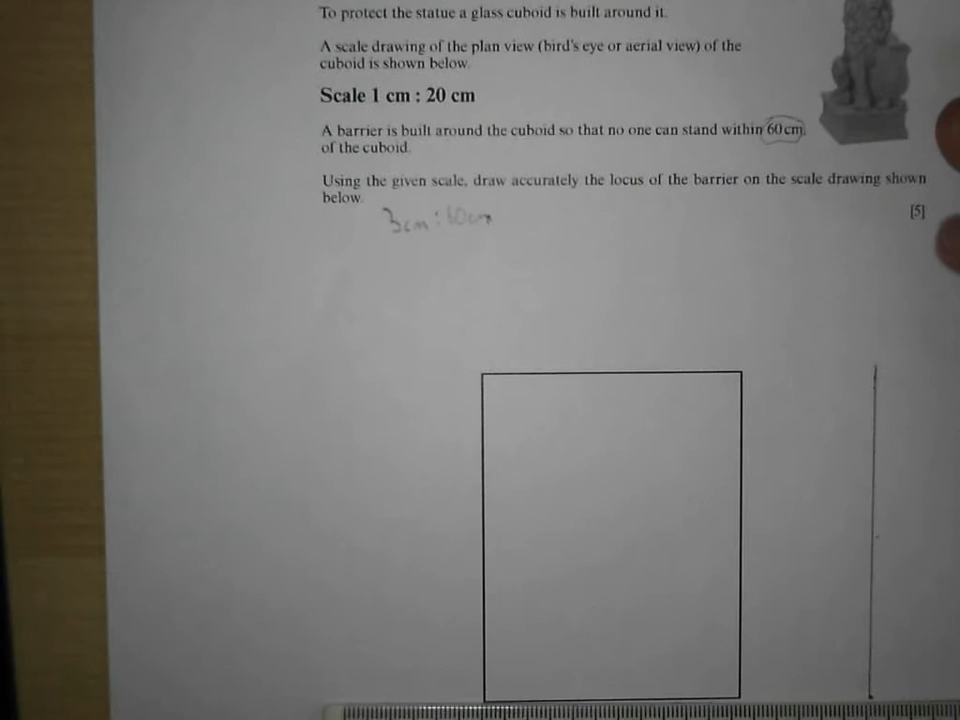 To protect the statue a glass cuboid is built around it.
A scale drawing of the plan view (bird's eye or aerial view) of the
cuboid is shown below.
Scale 1 cm : 20 cm
A barrier is built around the cuboid so that no one can stand within 60cm
of the cuboid.
Using the given scale, draw accurately the locus of the barrier on the scale drawing shown
below.
[5]
3cm : 60cm